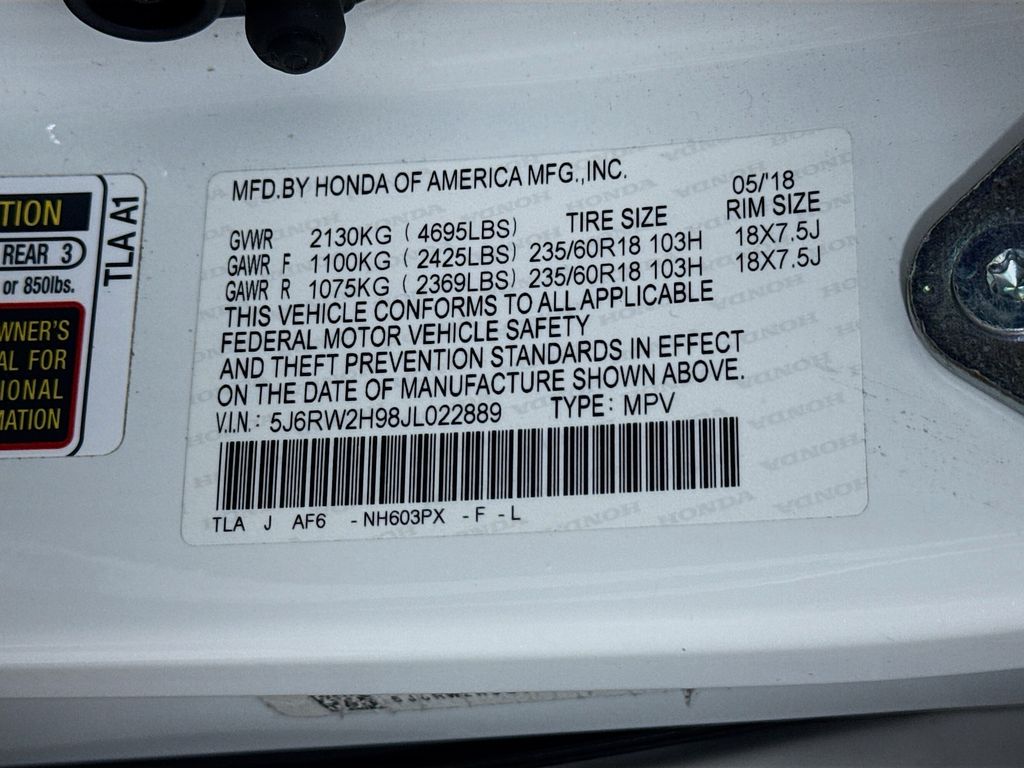 MFD.BY HONDA OF AMERICA MFG.,INC.
05/'18
TIRE SIZE RIM SIZE
GVWR 2130KG ( 4695LBS)
GAWR F 1100KG ( 2425LBS) 235/60R18 103H 18X7.5J
GAWR R 1075KG ( 2369LBS) 235/60R18 103H 18X7.5J
THIS VEHICLE CONFORMS TO ALL APPLICABLE
FEDERAL MOTOR VEHICLE SAFETY
AND THEFT PREVENTION STANDARDS IN EFFECT
ON THE DATE OF MANUFACTURE SHOWN ABOVE.
V.I.N.: 5J6RW2H98JL022889 TYPE: MPV
TLA J AF6 -NH603PX -F-L
TION
REAR 3
or 850lbs.
WNER'S
AL FOR
IONAL
MATION
TLA A1